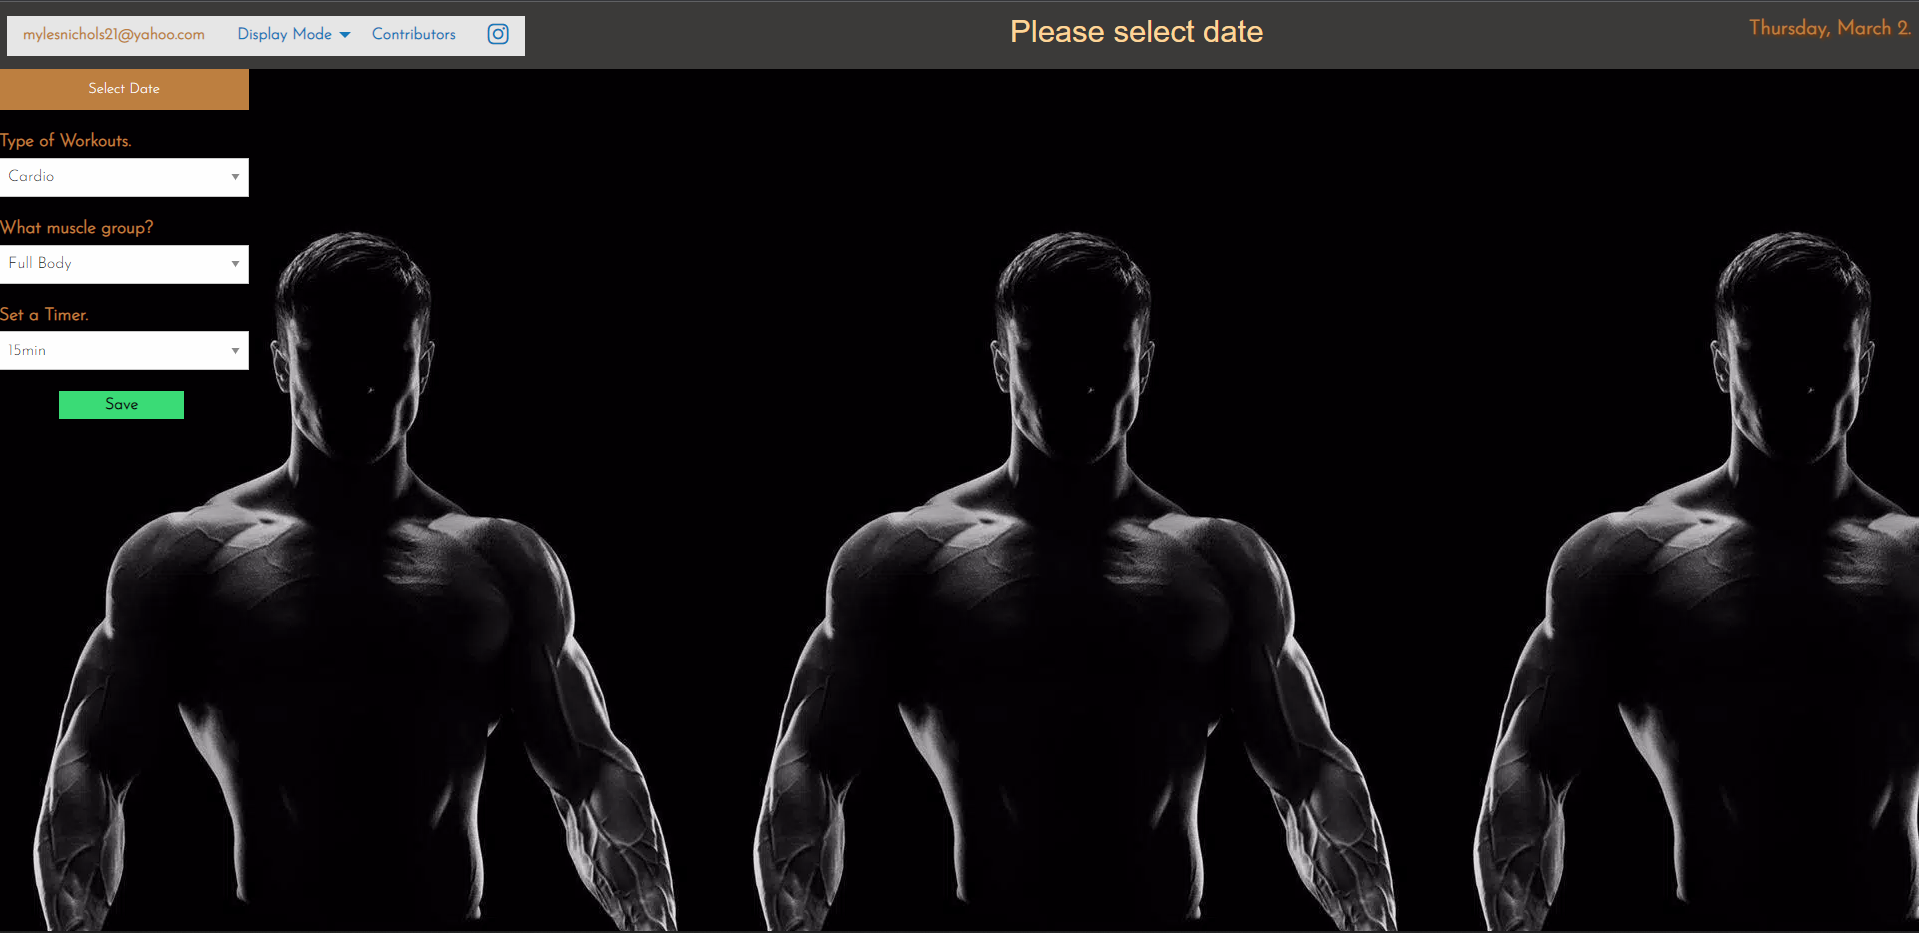 mylesnichols21@yahoo.com Display Mode Contributors
Please select date
Thursday, March 2.
Select Date
Type of Workouts.
Cardio
What muscle group?
Full Body
Set a Timer.
15min
Save